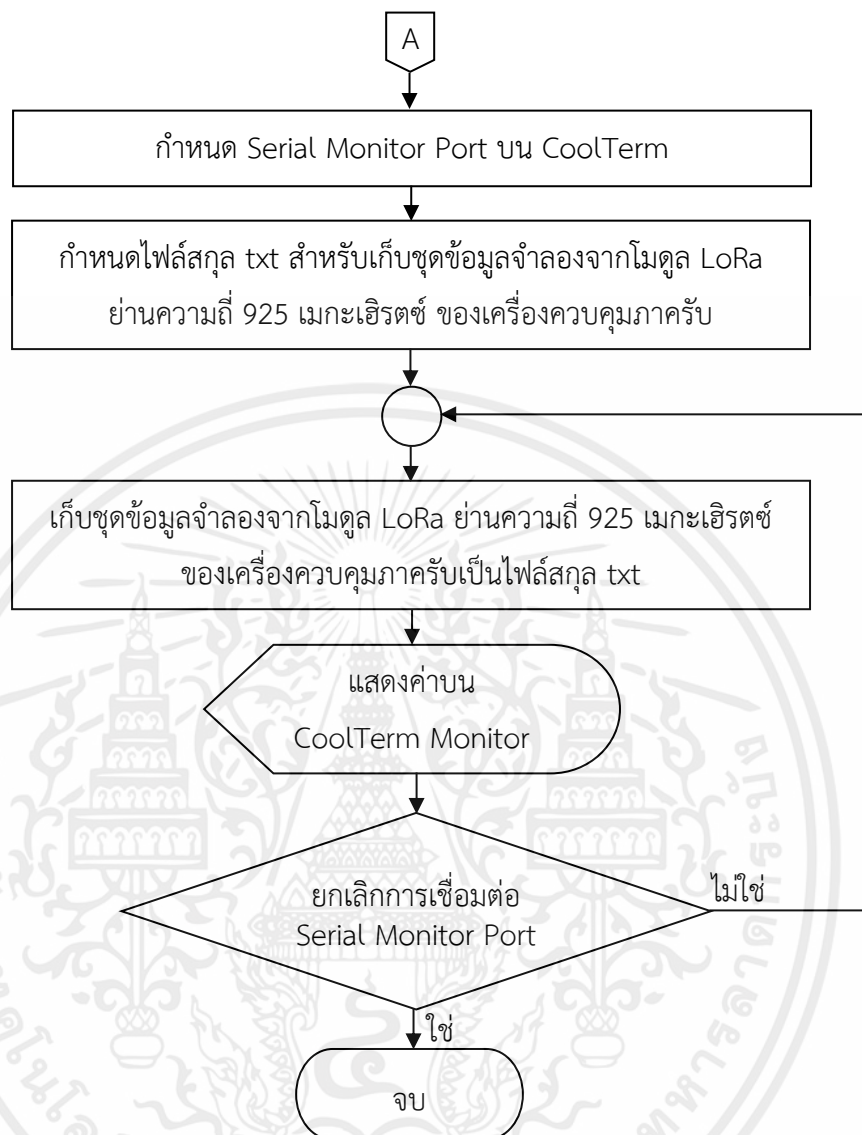 A
กำหนด Serial Monitor Port บน CoolTerm
กำหนดไฟล์สกุล txt สำหรับเก็บชุดข้อมูลจำลองจากโมดูล LoRa
ย่านความถี่ 925 เมกะเฮิรตซ์ ของเครื่องควบคุมภาครับ
เก็บชุดข้อมูลจำลองจากโมดูล LoRa ย่านความถี่ 925 เมกะเฮิรตซ์
ของเครื่องควบคุมภาครับเป็นไฟล์สกุล txt
แสดงค่าบน
CoolTerm Monitor
ยกเลิกการเชื่อมต่อ
Serial Monitor Port
ไม่ใช่
ใช่
จบ